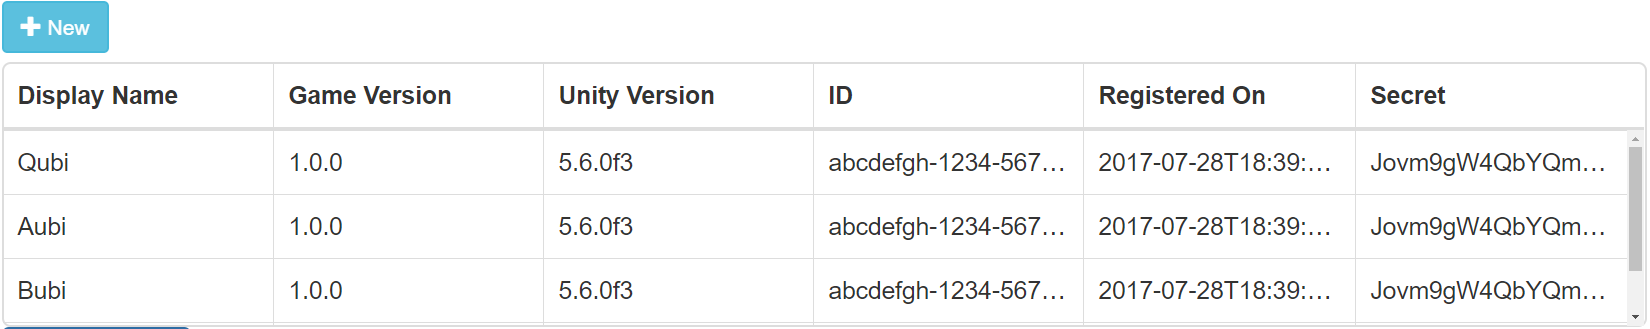 New
Display Name Game Version Unity Version ID Registered On Secret
Qubi 1.0.0 5.6.0f3 abcdefgh-1234-567… 2017-07-28T18:39:… Jovm9gW4QbYQm…
Aubi 1.0.0 5.6.0f3 abcdefgh-1234-567… 2017-07-28T18:39:… Jovm9gW4QbYQm…
Bubi 1.0.0 5.6.0f3 abcdefgh-1234-567… 2017-07-28T18:39:… Jovm9gW4QbYQm…